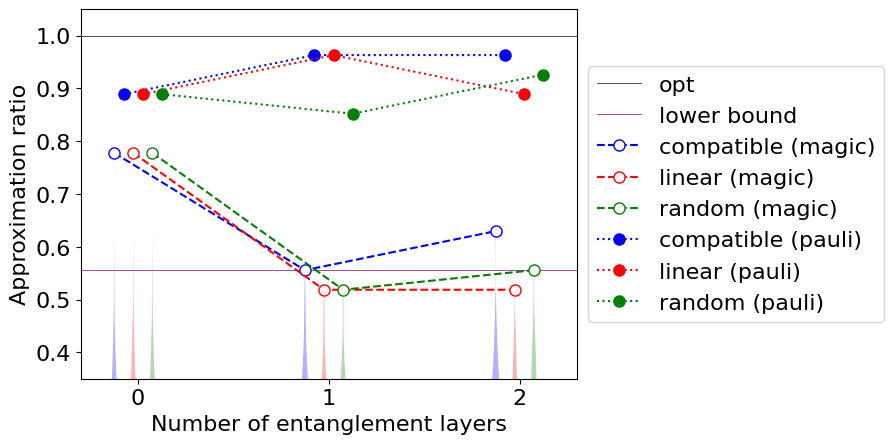 1.0
0.9
0.8
0.7
0.6
0.5
0.4
Approximation ratio
0 1 2
Number of entanglement layers
opt
lower bound
compatible (magic)
linear (magic)
random (magic)
compatible (pauli)
linear (pauli)
random (pauli)